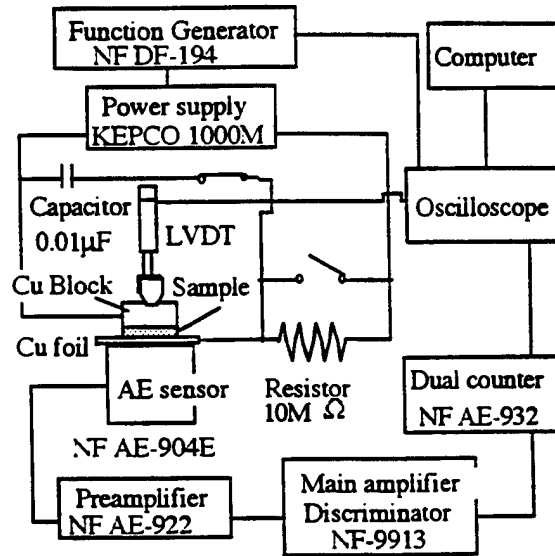 Function Generator
NF DF-194
Computer
Power supply
KEPCO 1000M
Capacitor
0.01μF
LVDT
Oscilloscope
Cu Block
Sample
Cu foil
AE sensor
Resistor
10M Ω
Dual counter
NF AE-932
NF AE-904E
Preamplifier
NF AE-922
Main amplifier
Discriminator
NF-9913